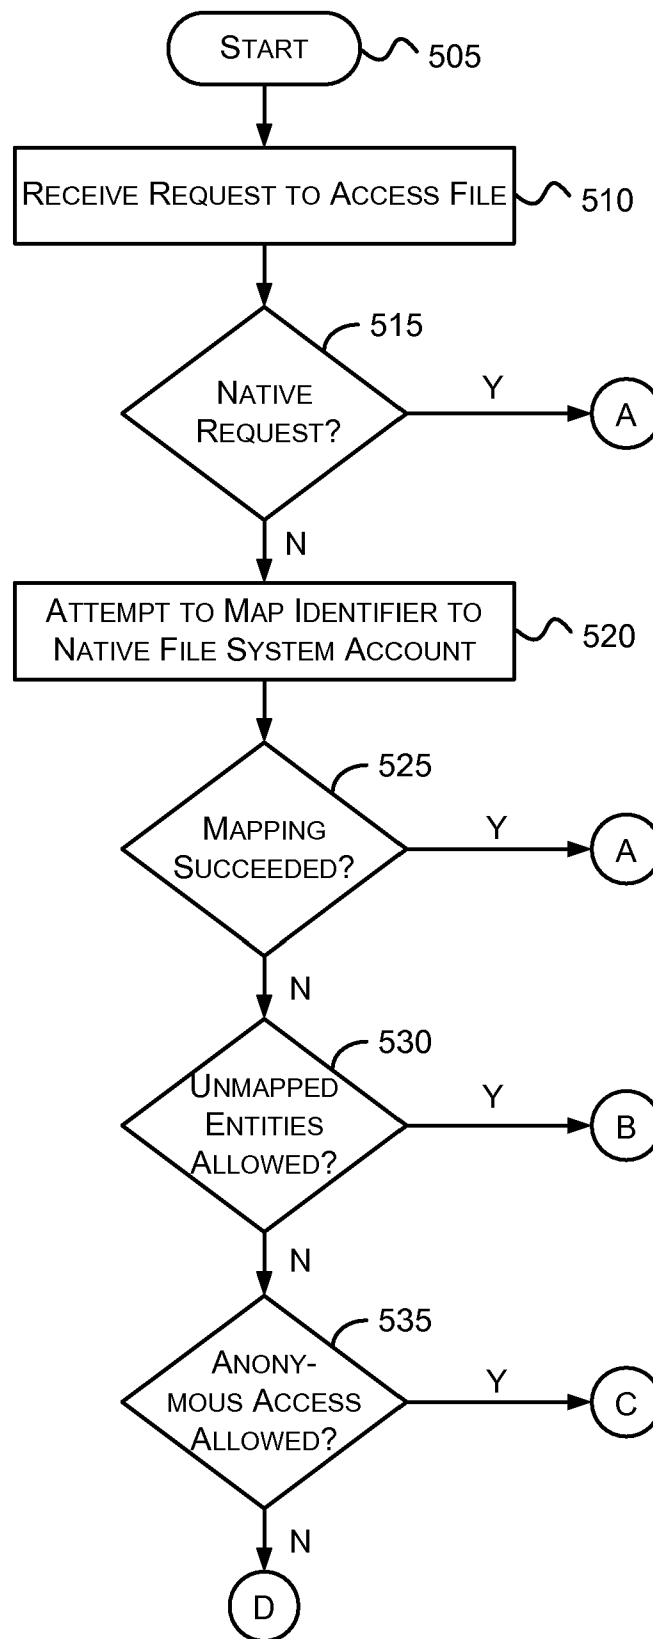 START
505
RECEIVE REQUEST TO ACCESS FILE
510
515
NATIVE
REQUEST?
Y
A
N
ATTEMPT TO MAP IDENTIFIER TO
NATIVE FILE SYSTEM ACCOUNT
520
525
MAPPING
SUCCEEDED?
Y
A
N
530
UNMAPPED
ENTITIES
ALLOWED?
Y
B
N
535
ANONY-
MOUS ACCESS
ALLOWED?
Y
C
N
D